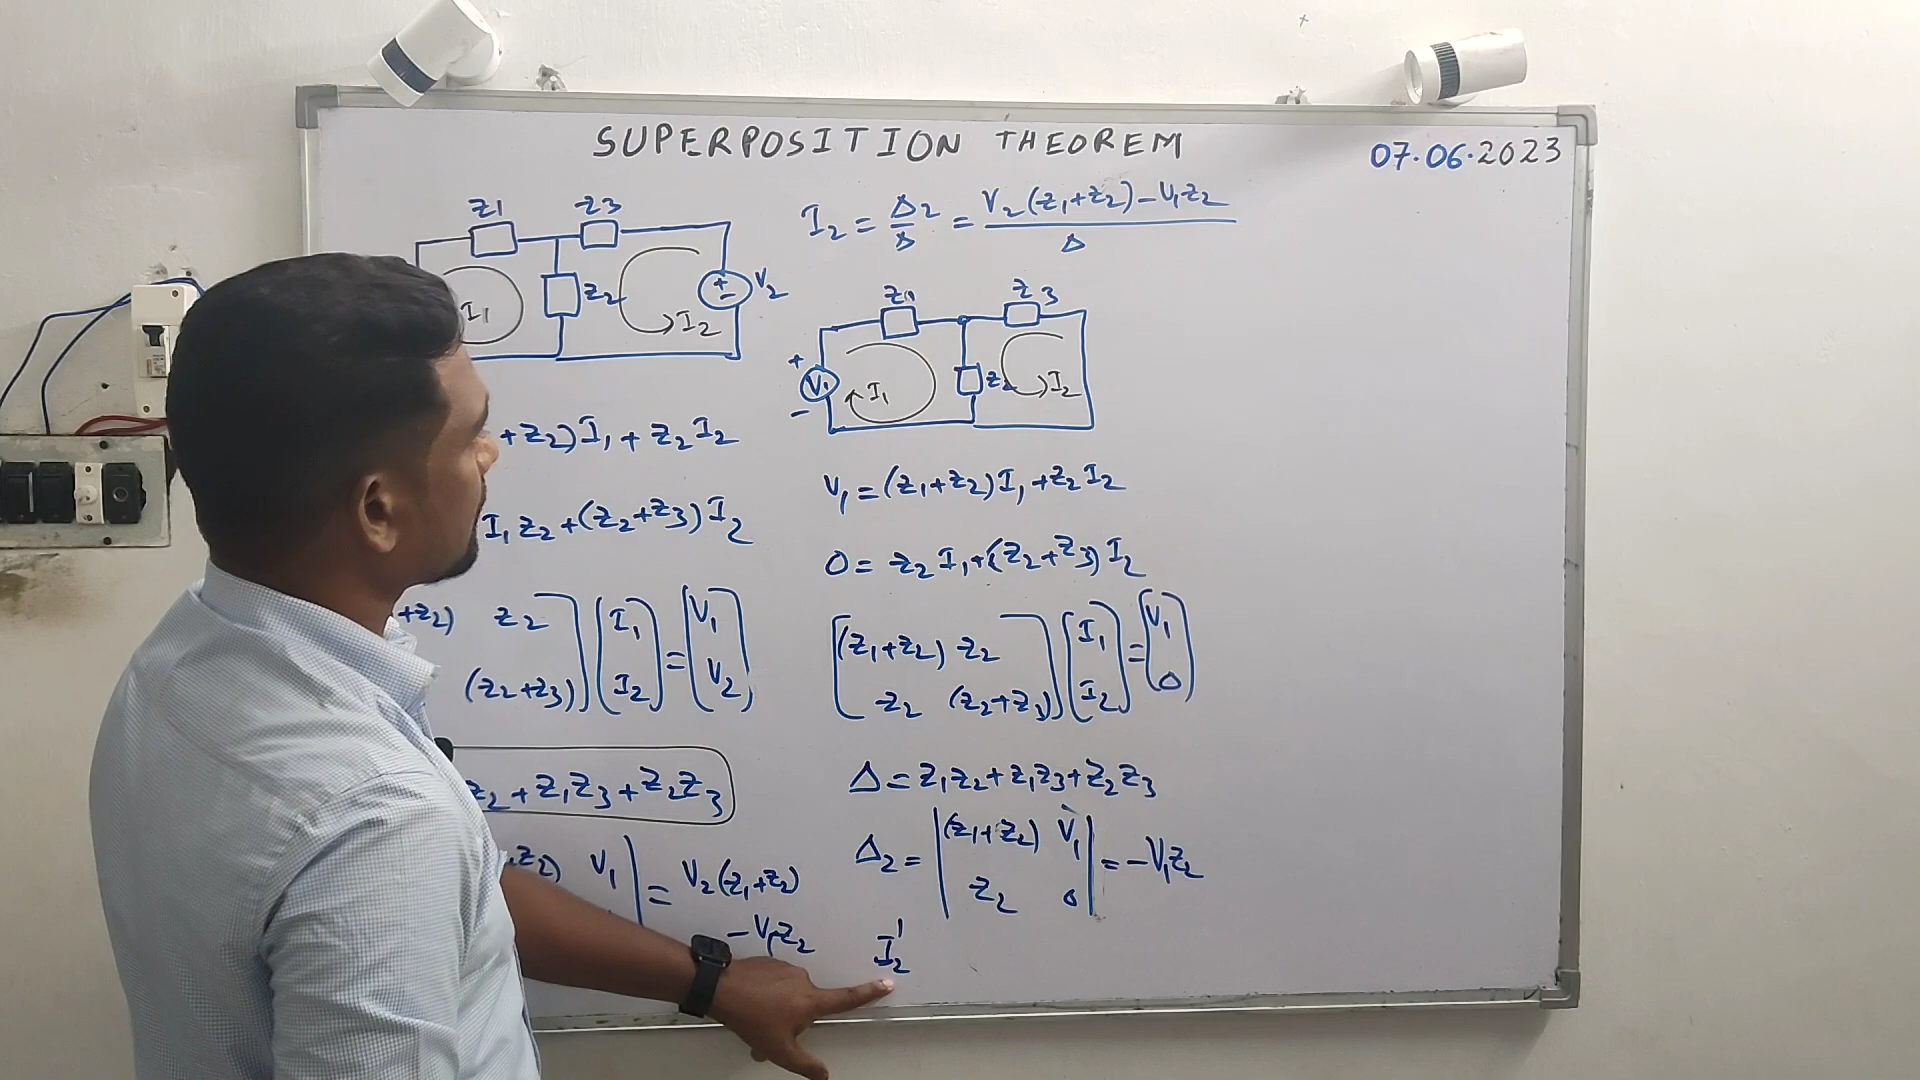 SUPERPOSITION THEOREM
07.06.2023
Z1 Z3
Z2
I1
I2
+
-
V2
+Z2)I1+Z2I2
I1Z2+(Z2+Z3)I2
+Z2) Z2
(Z2+Z3)
I1
I2
=
V1
V2
Z2+Z1Z3+Z2Z3
Z2) V1
= V2(Z1+Z2)
-V1Z2
I2 = Δ2/Δ = V2(Z1+Z2)-V1Z2/Δ
Z1 Z3
+
V1
-
I1
Z2
I2
V1=(Z1+Z2)I1+Z2I2
0= Z2I1+(Z2+Z3)I2
(Z1+Z2) Z2
Z2 (Z2+Z3)
I1
I2
=
V1
0
Δ=Z1Z2+Z1Z3+Z2Z3
Δ2=
(Z1+Z2) V1
Z2 0
=-V1Z2
I2'